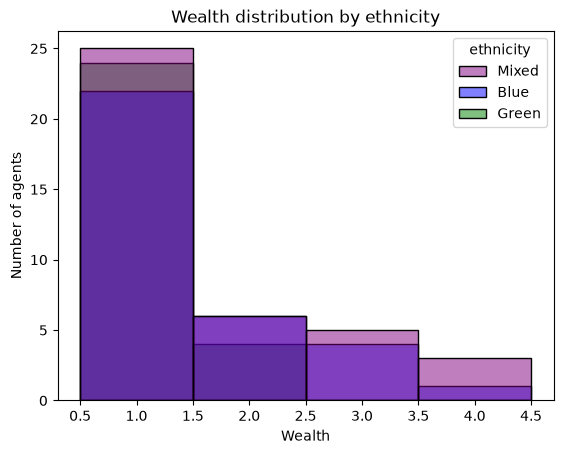 Wealth distribution by ethnicity
ethnicity
Mixed
Blue
Green
25
20
15
10
5
0
Number of agents
0.5 1.0 1.5 2.0 2.5 3.0 3.5 4.0 4.5
Wealth